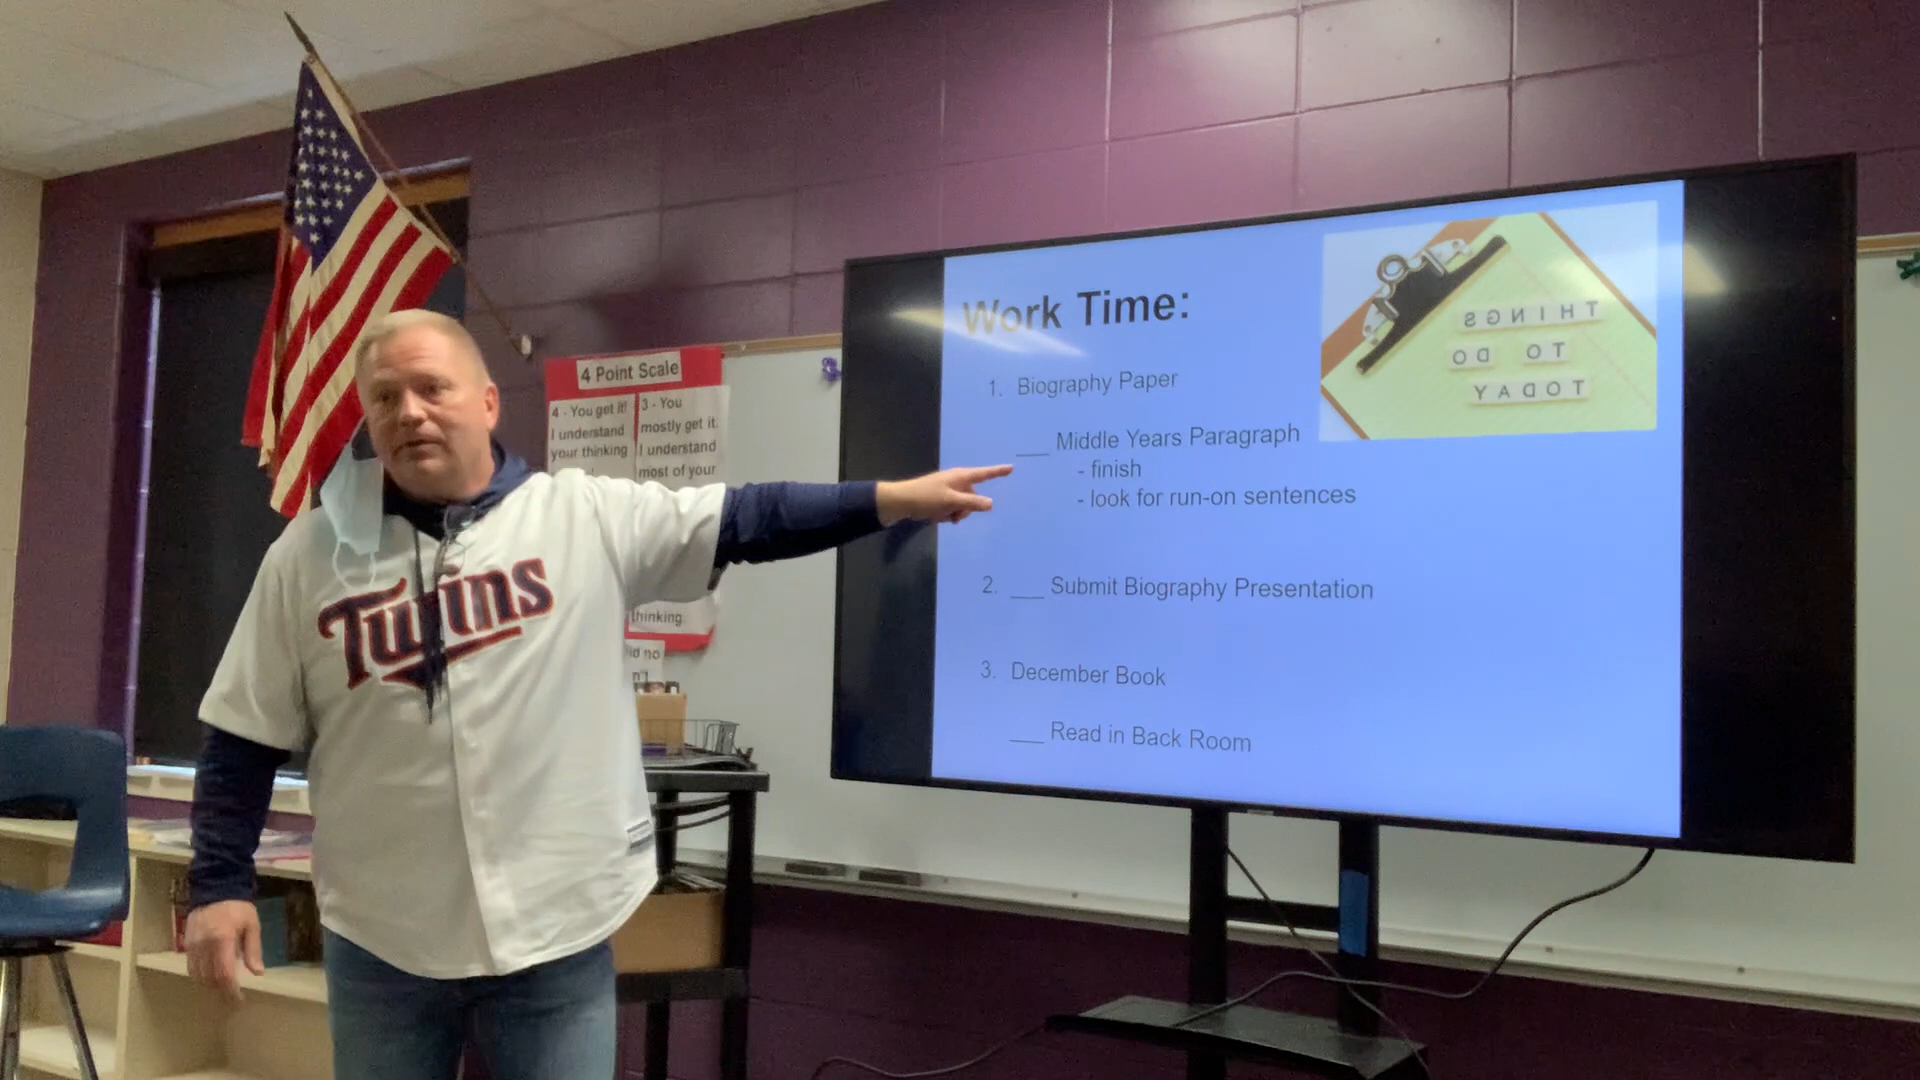 4 Point Scale
4 - You get it!
I understand
your thinking
3 - You
mostly get it.
I understand
most of your
thinking.
Twins
Work Time:
THINGS
TO DO
TODAY
1. Biography Paper
___ Middle Years Paragraph
- finish
- look for run-on sentences
2. ___ Submit Biography Presentation
3. December Book
___ Read in Back Room